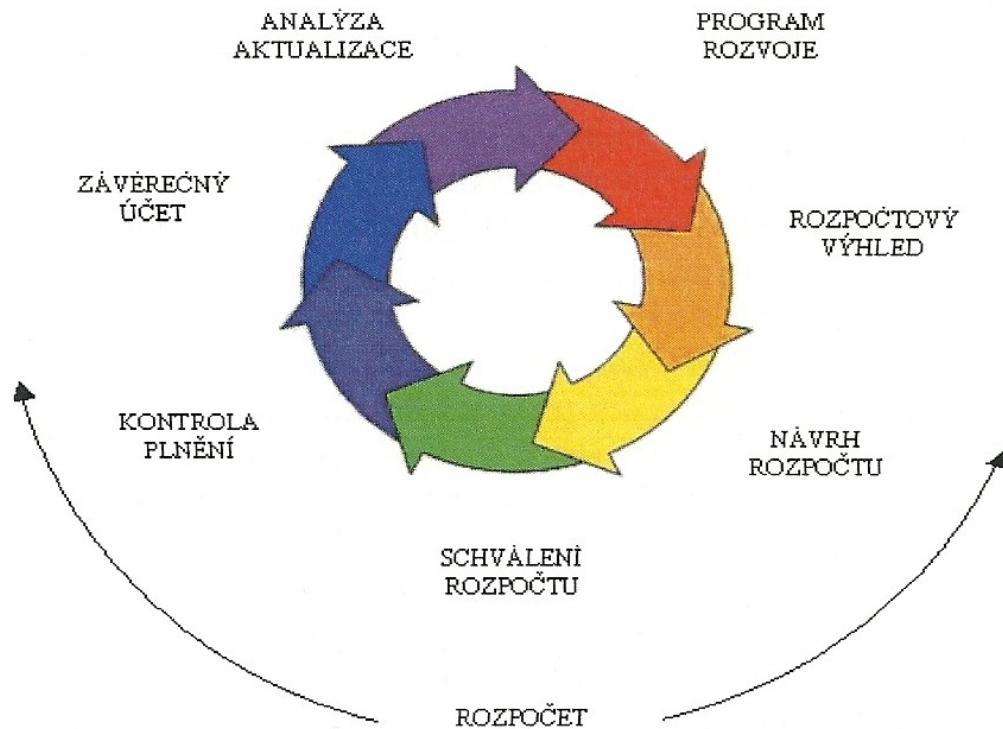 ANALÝZA
AKTUALIZACE
PROGRAM
ROZVOJE
ROZPOČTOVÝ
VÝHLED
NÁVRH
ROZPOČTU
SCHVÁLENÍ
ROZPOČTU
KONTROLA
PLNĚNÍ
ZÁVĚREČNÝ
ÚČET
ROZPOČET